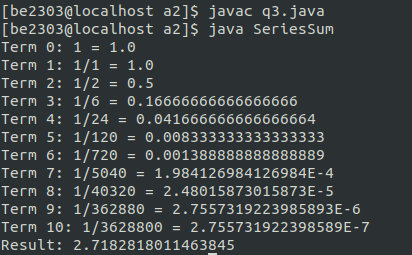 [be2303@localhost a2]$ javac q3.java
[be2303@localhost a2]$ java SeriesSum
Term 0: 1 = 1.0
Term 1: 1/1 = 1.0
Term 2: 1/2 = 0.5
Term 3: 1/6 = 0.16666666666666666
Term 4: 1/24 = 0.041666666666666664
Term 5: 1/120 = 0.008333333333333333
Term 6: 1/720 = 0.001388888888888889
Term 7: 1/5040 = 1.984126984126984E-4
Term 8: 1/40320 = 2.48015873015873E-5
Term 9: 1/362880 = 2.7557319223985893E-6
Term 10: 1/3628800 = 2.755731922398589E-7
Result: 2.7182818011463845